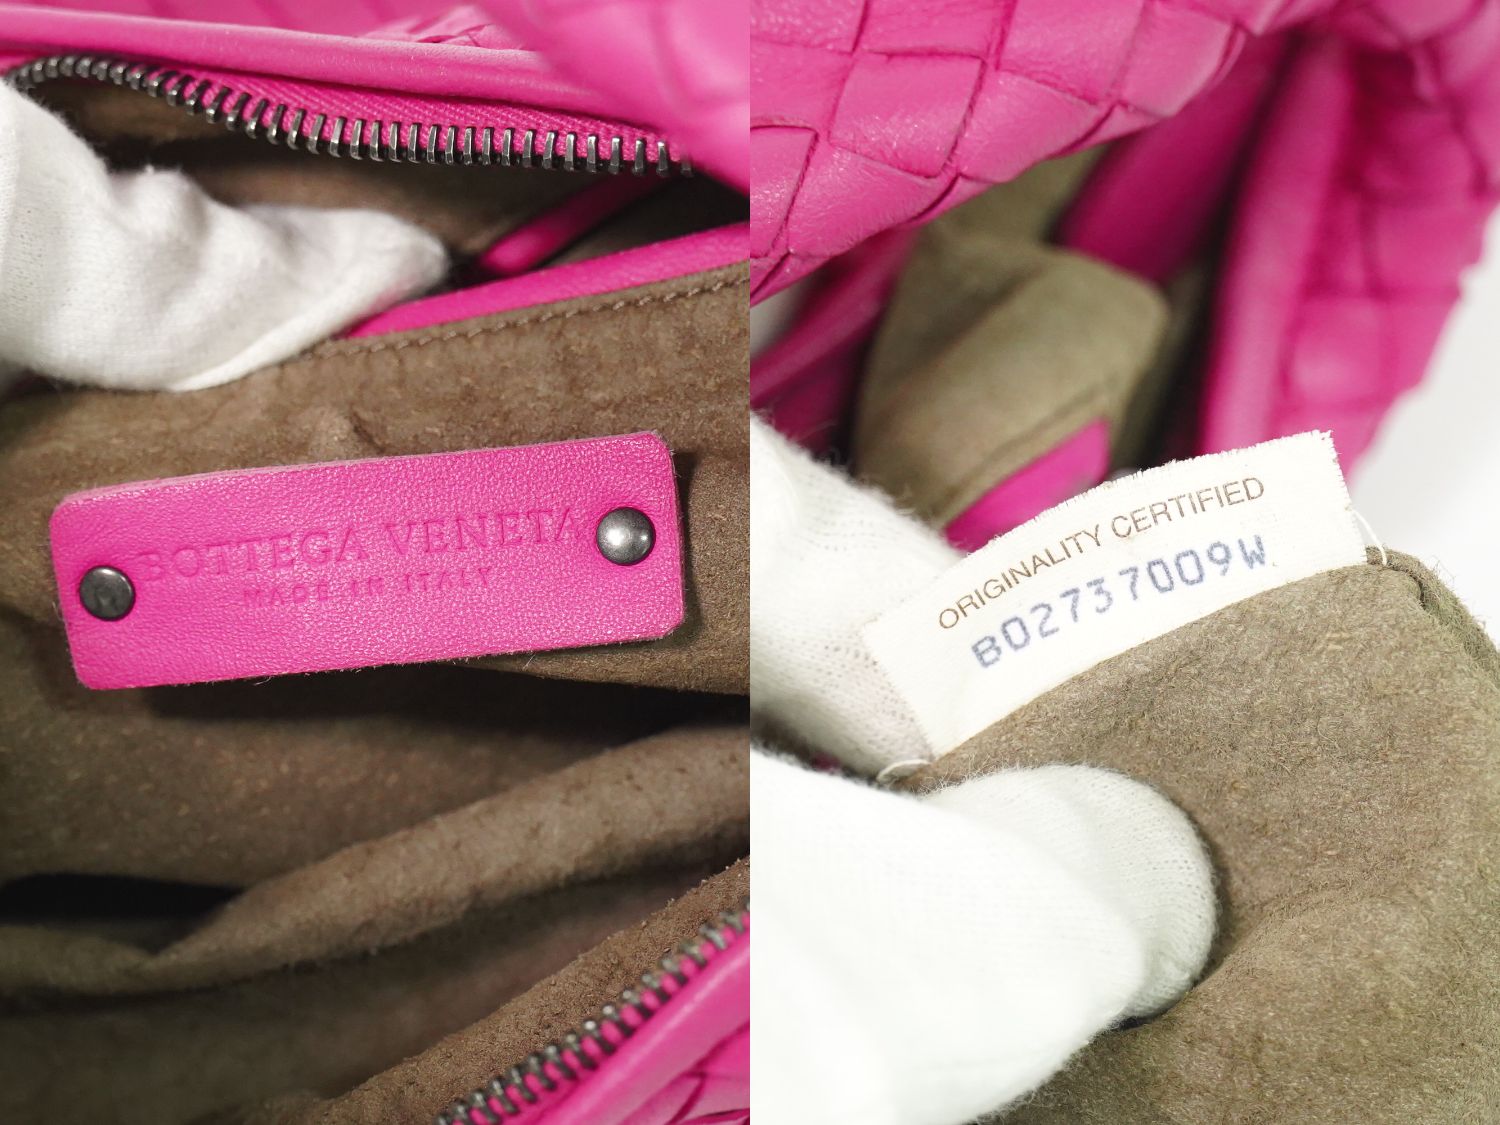 BOTTEGA VENETA
MADE IN ITALY
ORIGINALITY CERTIFIED
B02737009W